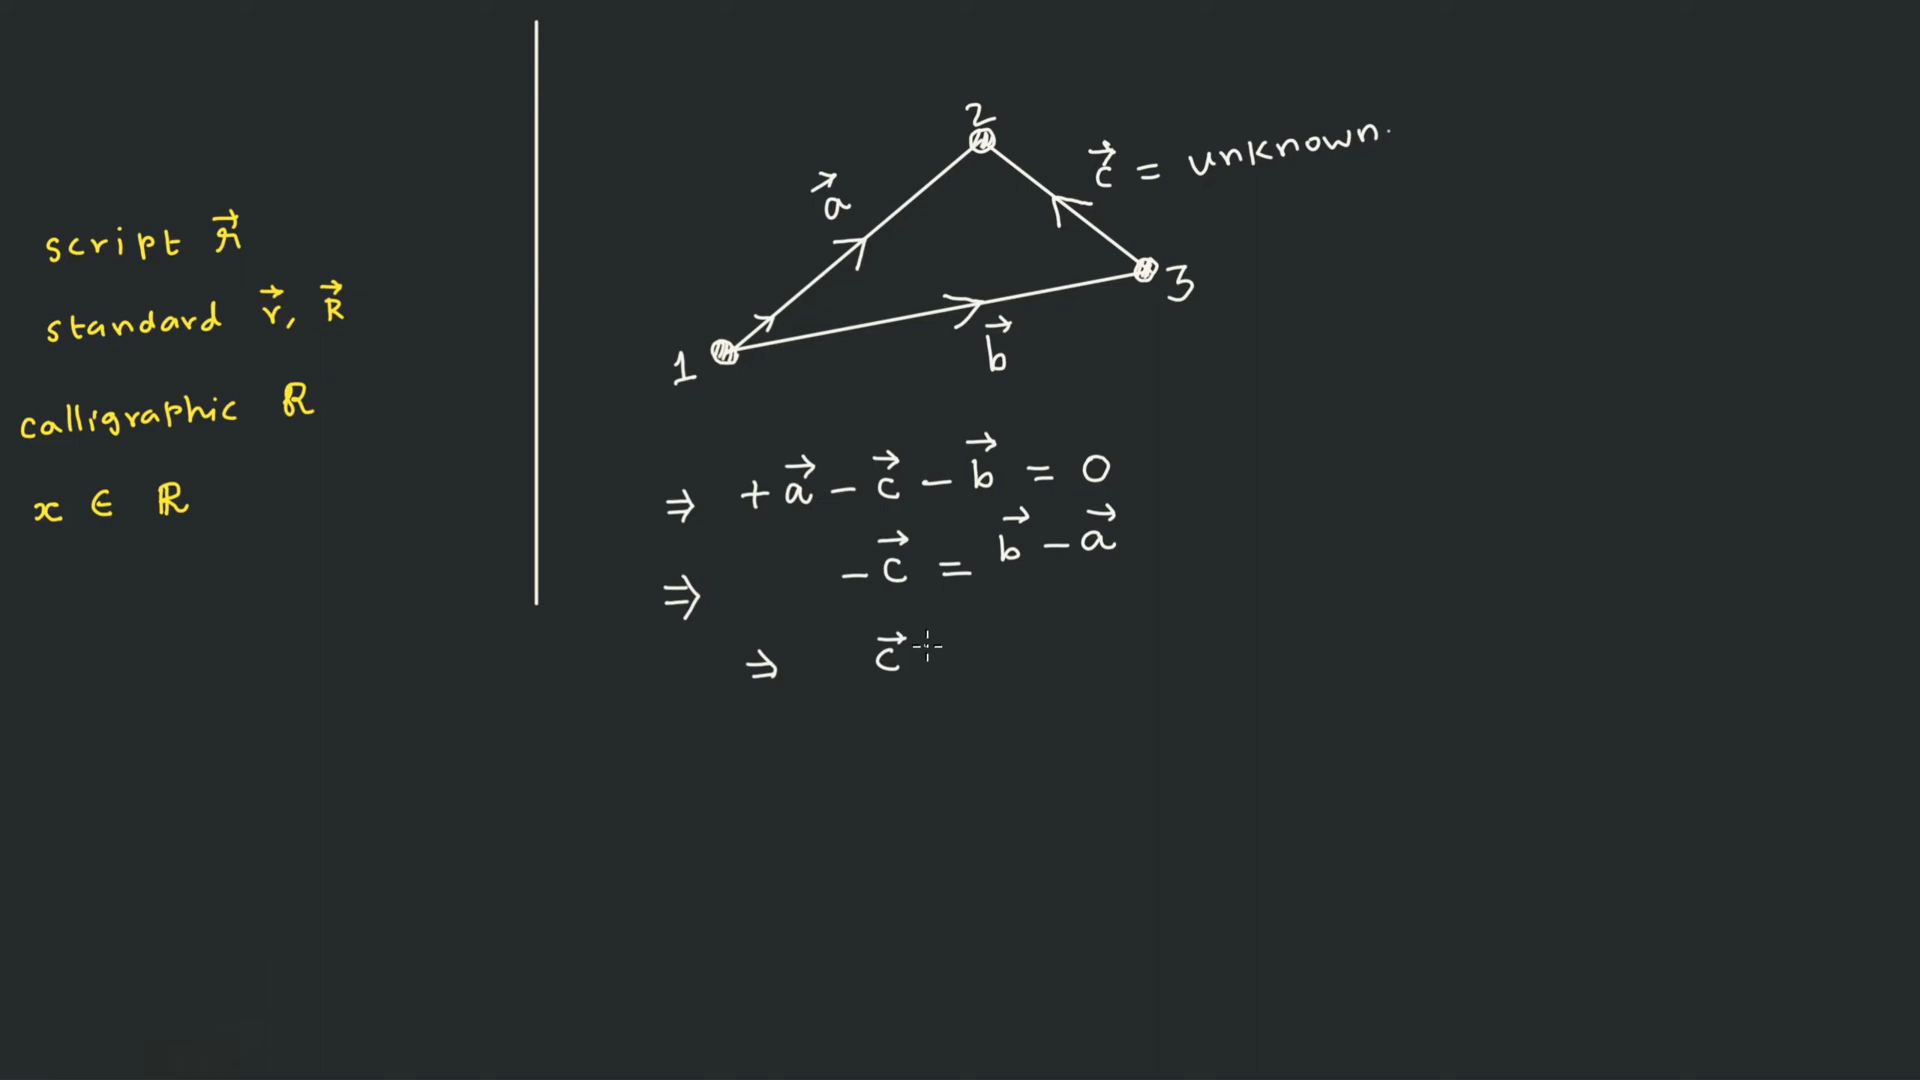 script r⃗
standard r⃗, R⃗
calligraphic ℝ
x ∈ ℝ
2
a⃗
c⃗ = unknown.
3
1
b⃗
⇒ +a⃗ − c⃗ − b⃗ = 0
⇒ −c⃗ = b⃗ − a⃗
⇒ c⃗